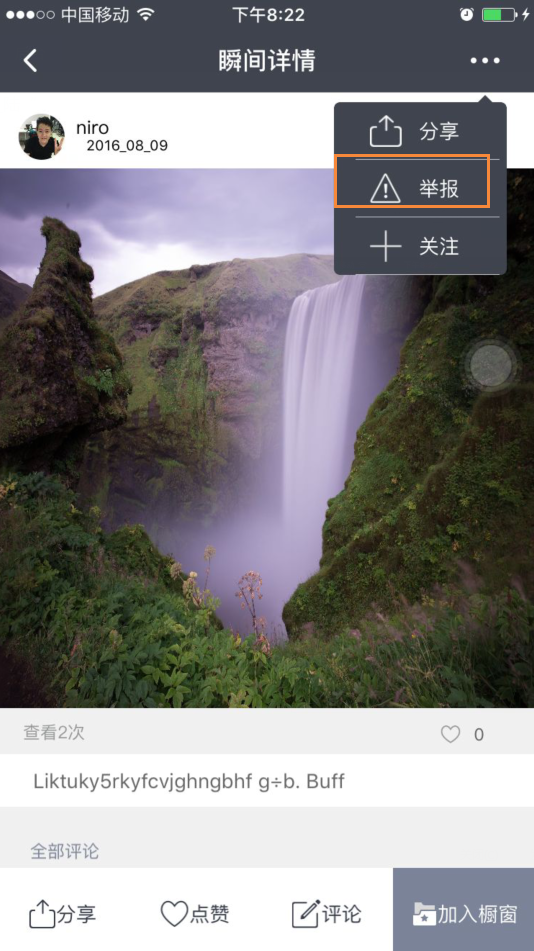 中国移动 下午8:22
瞬间详情
niro
2016_08_09
分享
举报
关注
查看2次 0
Liktuky5rkyfcvjghngbhf g÷b. Buff
全部评论
分享 点赞 评论 加入橱窗